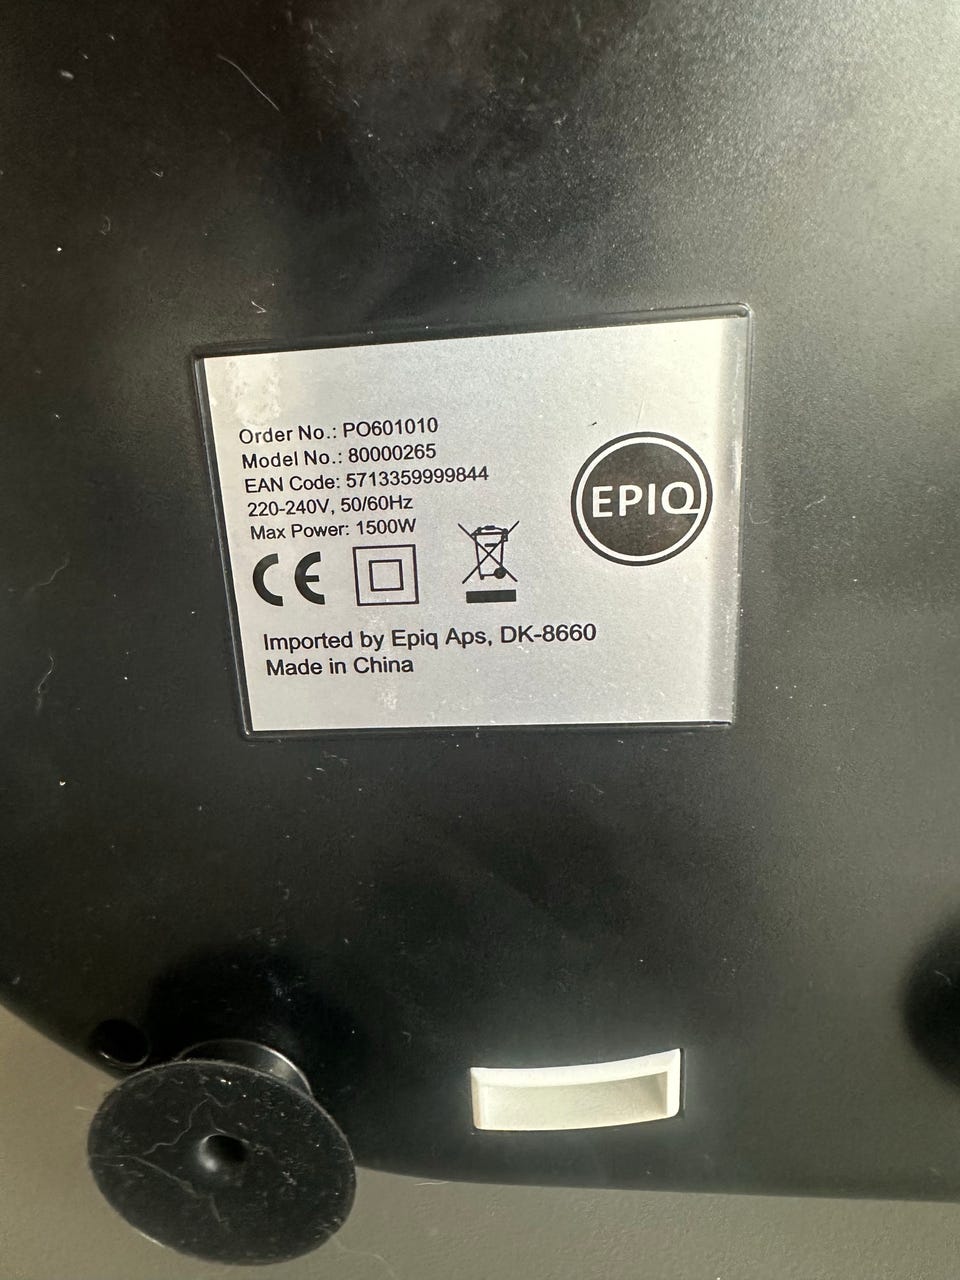 Order No.: PO601010
Model No.: 80000265
EAN Code: 5713359999844
220-240V, 50/60Hz
Max Power: 1500W
CE
EPIQ
Imported by Epiq Aps, DK-8660
Made in China